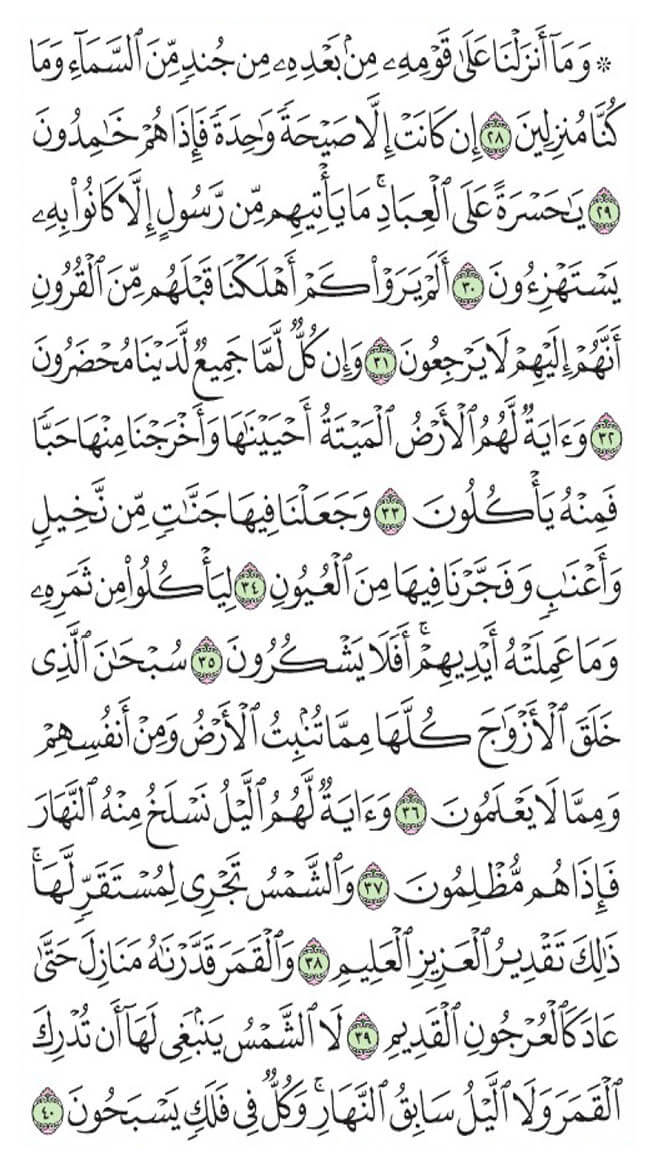 ۞ وَمَآ أَنزَلْنَا عَلَىٰ قَوْمِهِۦ مِنۢ بَعْدِهِۦ مِن جُندٍ مِّنَ ٱلسَّمَآءِ وَمَا
كُنَّا مُنزِلِينَ ٢٨ إِن كَانَتْ إِلَّا صَيْحَةً وَٰحِدَةً فَإِذَا هُمْ خَٰمِدُونَ
٢٩ يَٰحَسْرَةً عَلَى ٱلْعِبَادِ ۚ مَا يَأْتِيهِم مِّن رَّسُولٍ إِلَّا كَانُوا۟ بِهِۦ
يَسْتَهْزِءُونَ ٣٠ أَلَمْ يَرَوْا۟ كَمْ أَهْلَكْنَا قَبْلَهُم مِّنَ ٱلْقُرُونِ
أَنَّهُمْ إِلَيْهِمْ لَا يَرْجِعُونَ ٣١ وَإِن كُلٌّ لَّمَّا جَمِيعٌ لَّدَيْنَا مُحْضَرُونَ
٣٢ وَءَايَةٌ لَّهُمُ ٱلْأَرْضُ ٱلْمَيْتَةُ أَحْيَيْنَٰهَا وَأَخْرَجْنَا مِنْهَا حَبًّا
فَمِنْهُ يَأْكُلُونَ ٣٣ وَجَعَلْنَا فِيهَا جَنَّٰتٍ مِّن نَّخِيلٍ
وَأَعْنَٰبٍ وَفَجَّرْنَا فِيهَا مِنَ ٱلْعُيُونِ ٣٤ لِيَأْكُلُوا۟ مِن ثَمَرِهِۦ
وَمَا عَمِلَتْهُ أَيْدِيهِمْ ۖ أَفَلَا يَشْكُرُونَ ٣٥ سُبْحَٰنَ ٱلَّذِى
خَلَقَ ٱلْأَزْوَٰجَ كُلَّهَا مِمَّا تُنۢبِتُ ٱلْأَرْضُ وَمِنْ أَنفُسِهِمْ
وَمِمَّا لَا يَعْلَمُونَ ٣٦ وَءَايَةٌ لَّهُمُ ٱلَّيْلُ نَسْلَخُ مِنْهُ ٱلنَّهَارَ
فَإِذَا هُم مُّظْلِمُونَ ٣٧ وَٱلشَّمْسُ تَجْرِى لِمُسْتَقَرٍّ لَّهَا ۚ
ذَٰلِكَ تَقْدِيرُ ٱلْعَزِيزِ ٱلْعَلِيمِ ٣٨ وَٱلْقَمَرَ قَدَّرْنَٰهُ مَنَازِلَ حَتَّىٰ
عَادَ كَٱلْعُرْجُونِ ٱلْقَدِيمِ ٣٩ لَا ٱلشَّمْسُ يَنۢبَغِى لَهَآ أَن تُدْرِكَ
ٱلْقَمَرَ وَلَا ٱلَّيْلُ سَابِقُ ٱلنَّهَارِ ۚ وَكُلٌّ فِى فَلَكٍ يَسْبَحُونَ ٤٠